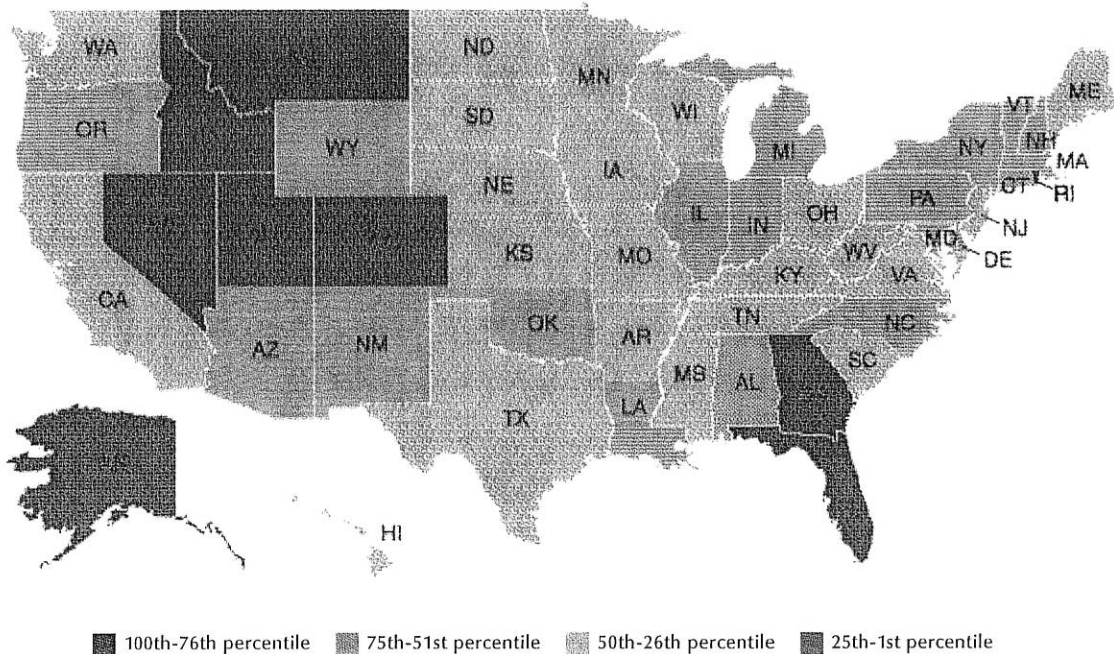 WA ND MN ME
OR SD WI VT
WY MI NY NH MA
NE IA PA CT RI
IL IN OH NJ
CA KS MO WV MD DE
KY VA
AZ NM OK AR TN NC
TX MS AL SC
LA
HI
100th-76th percentile 75th-51st percentile 50th-26th percentile 25th-1st percentile